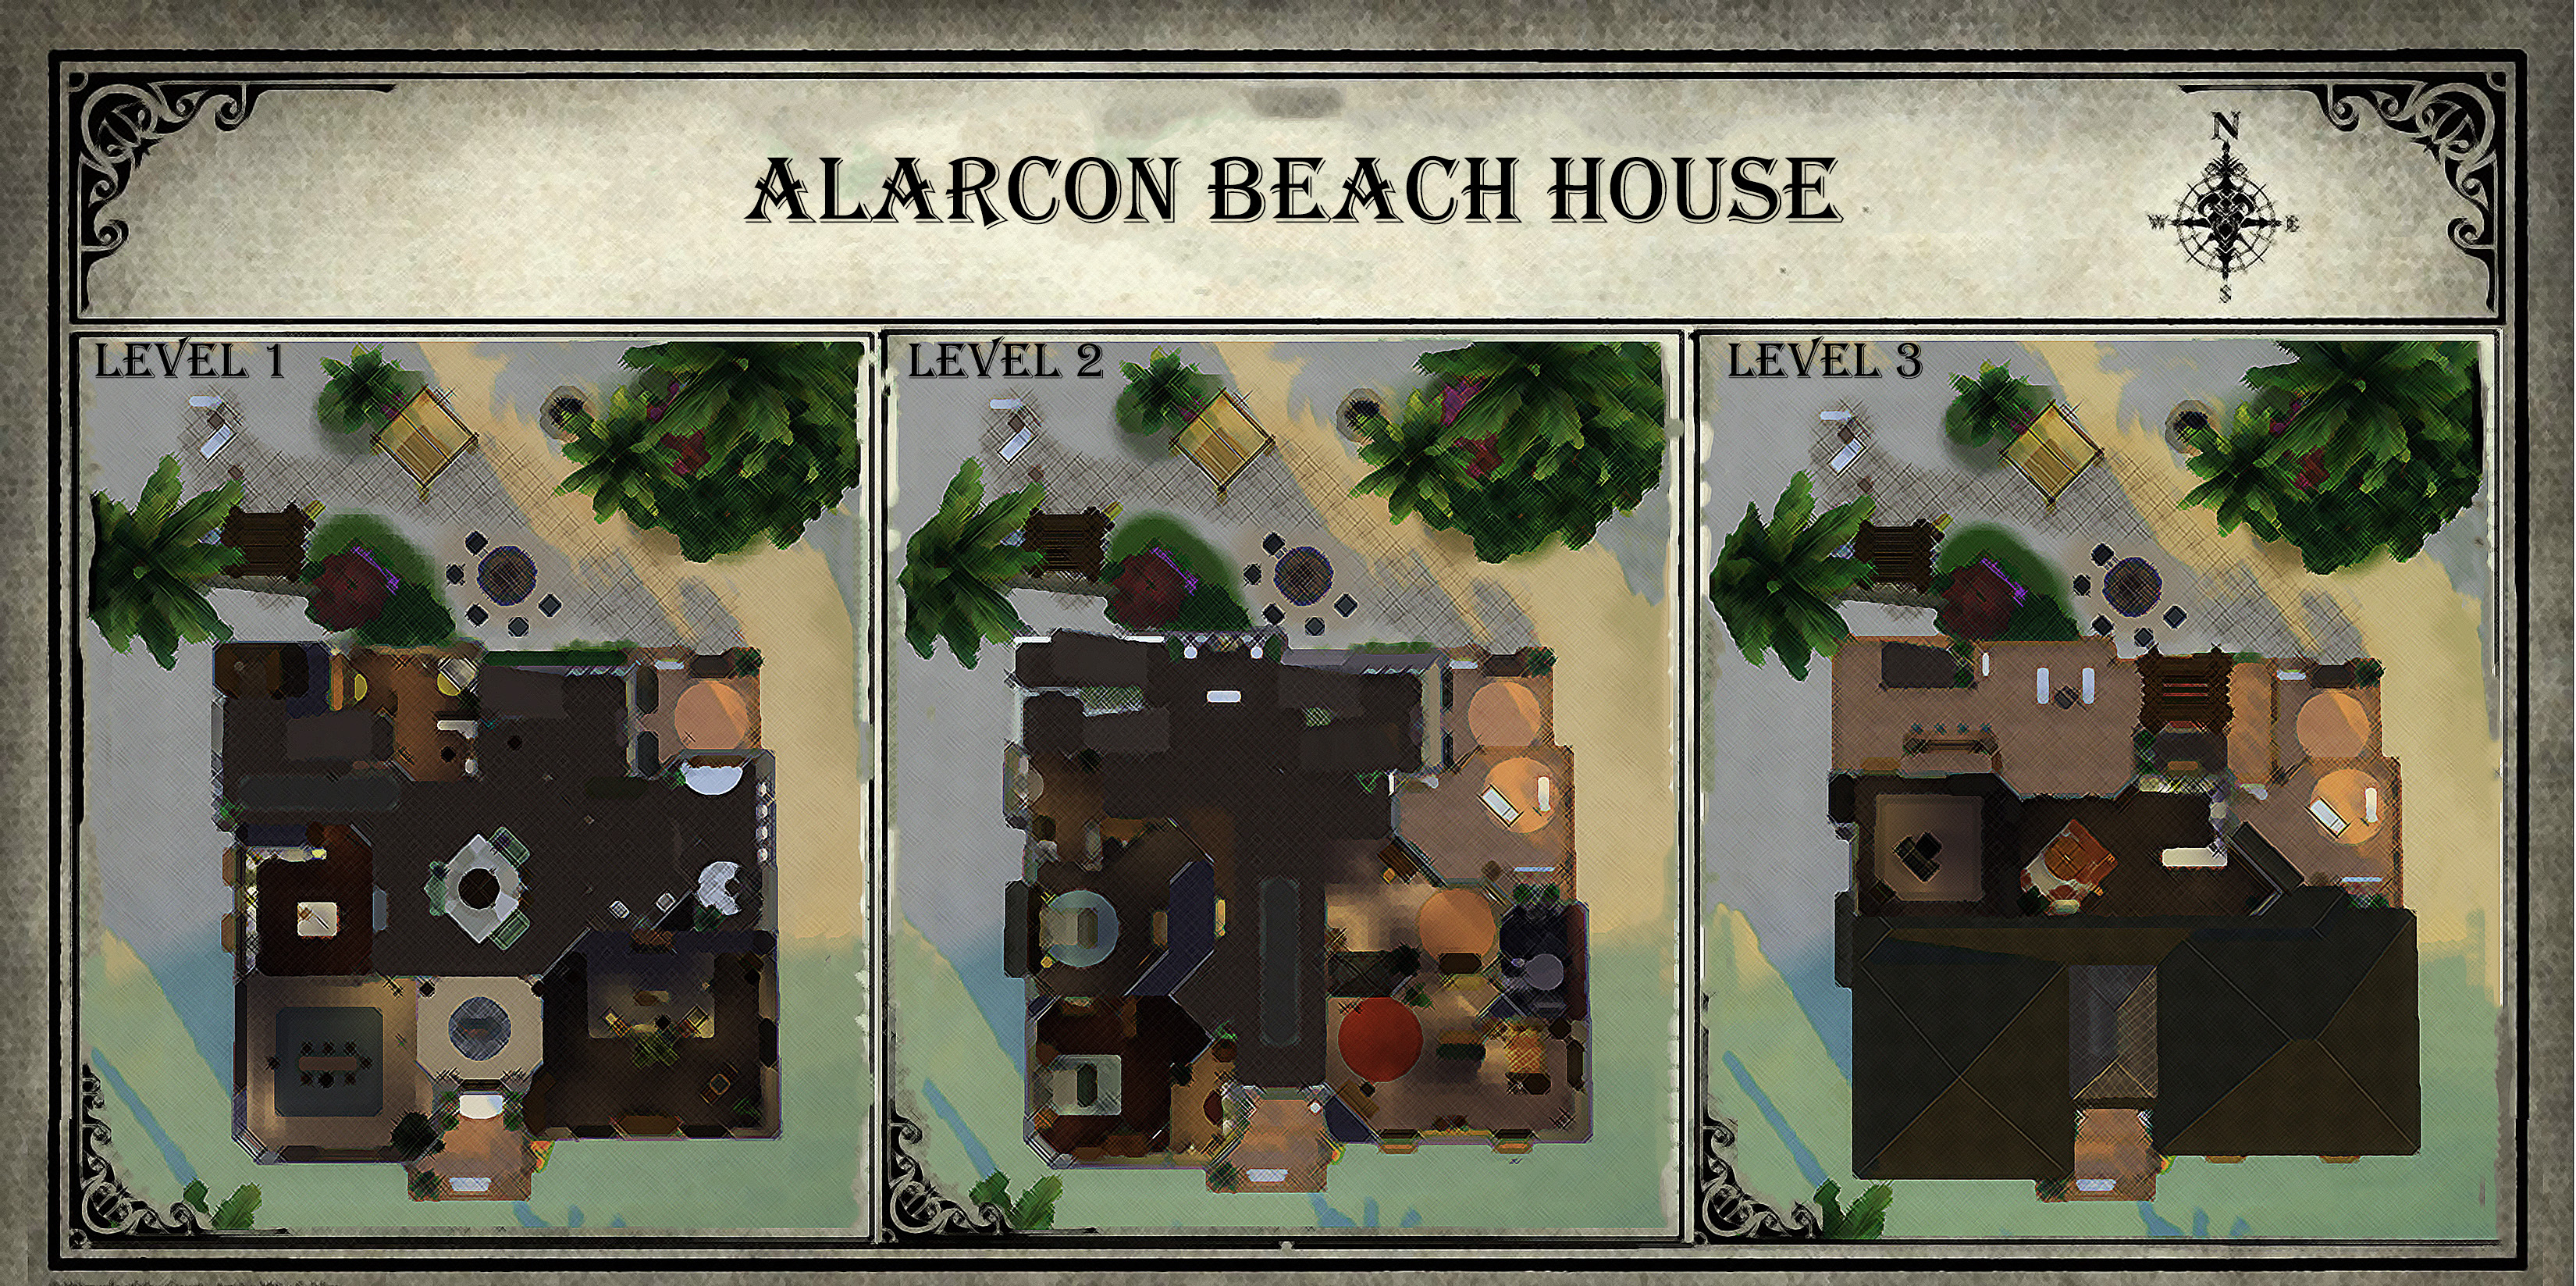 ALARCON BEACH HOUSE
N
W E
S
LEVEL 1
LEVEL 2
LEVEL 3